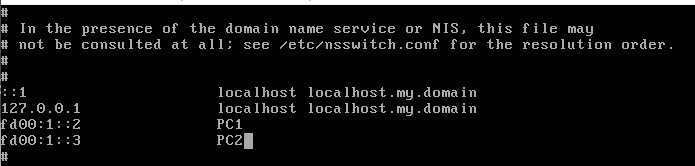 #
# In the presence of the domain name service or NIS, this file may
# not be consulted at all; see /etc/nsswitch.conf for the resolution order.
#
#
::1 localhost localhost.my.domain
127.0.0.1 localhost localhost.my.domain
fd00:1::2 PC1
fd00:1::3 PC2
#